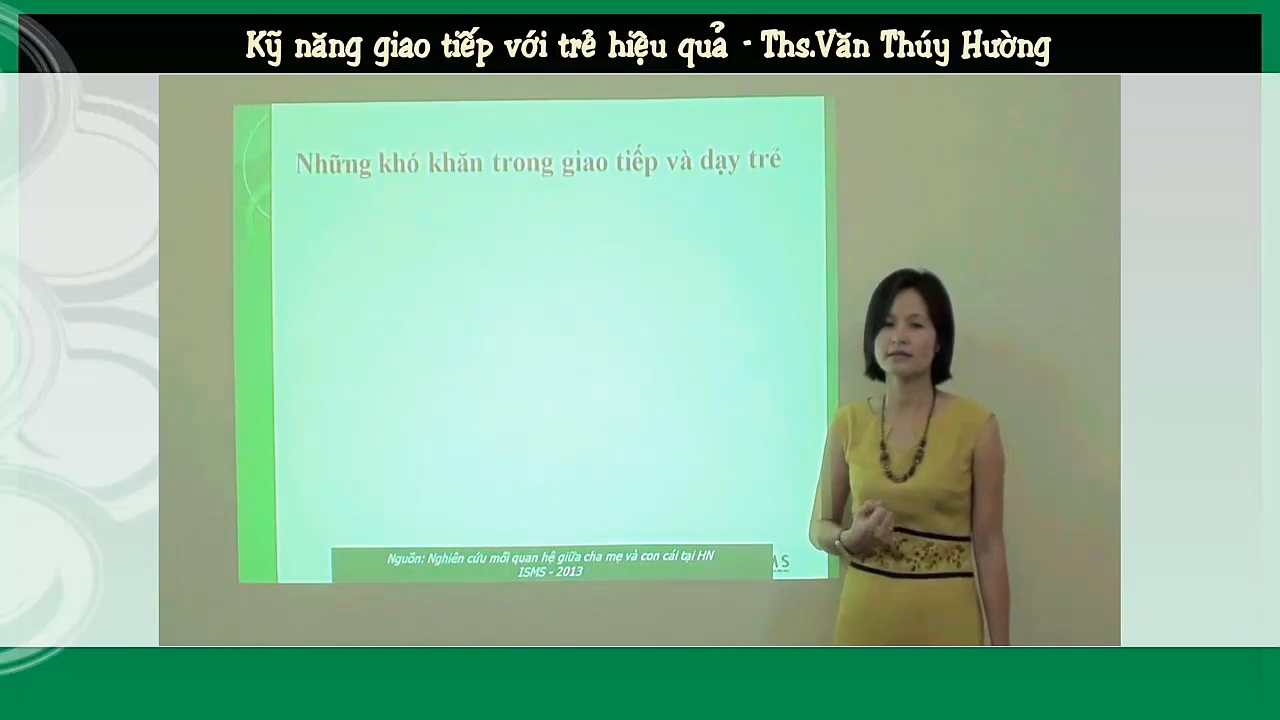 Kỹ năng giao tiếp với trẻ hiệu quả - Ths.Văn Thúy Hường
Những khó khăn trong giao tiếp và dạy trẻ
Nguồn: Nghiên cứu mối quan hệ giữa cha mẹ và con cái tại HN
ISMS - 2013